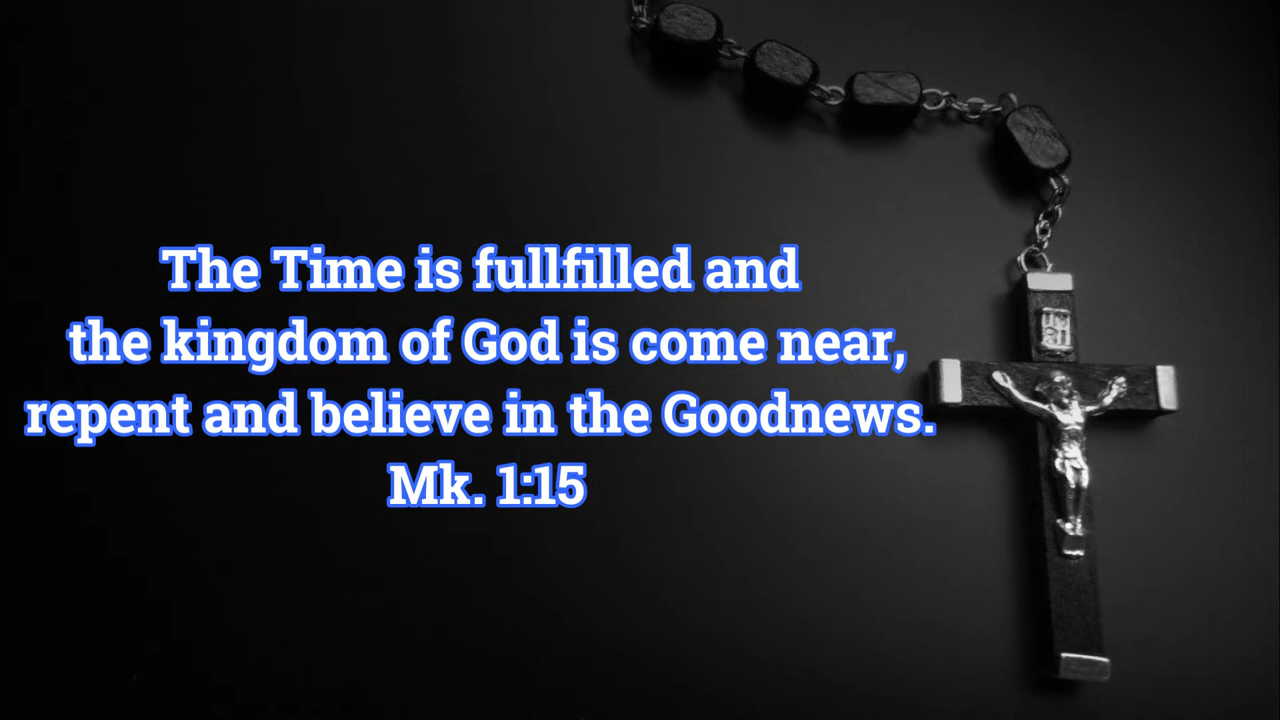 The Time is fullfilled and
the kingdom of God is come near,
repent and believe in the Goodnews.
Mk. 1:15